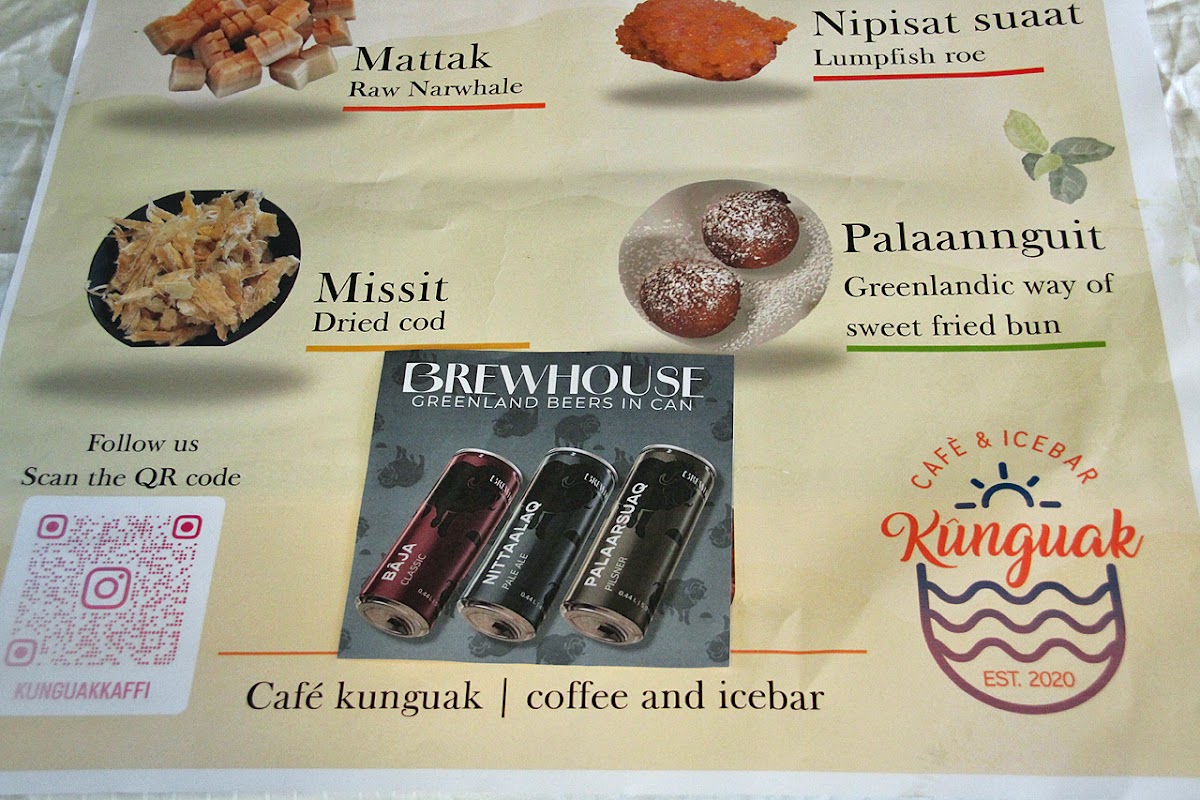 Mattak
Raw Narwhale
Nipisat suaat
Lumpfish roe
Missit
Dried cod
Palaannguit
Greenlandic way of
sweet fried bun
Follow us
Scan the QR code
KUNGUAKKAFFI
BREWHOUSE
GREENLAND BEERS IN CAN
BÂJA
CLASSIC
NITTAALAQ
PALE ALE
PALAARSUAQ
PILSNER
CAFÈ & ICEBAR
Kûnguak
EST. 2020
Café kunguak | coffee and icebar